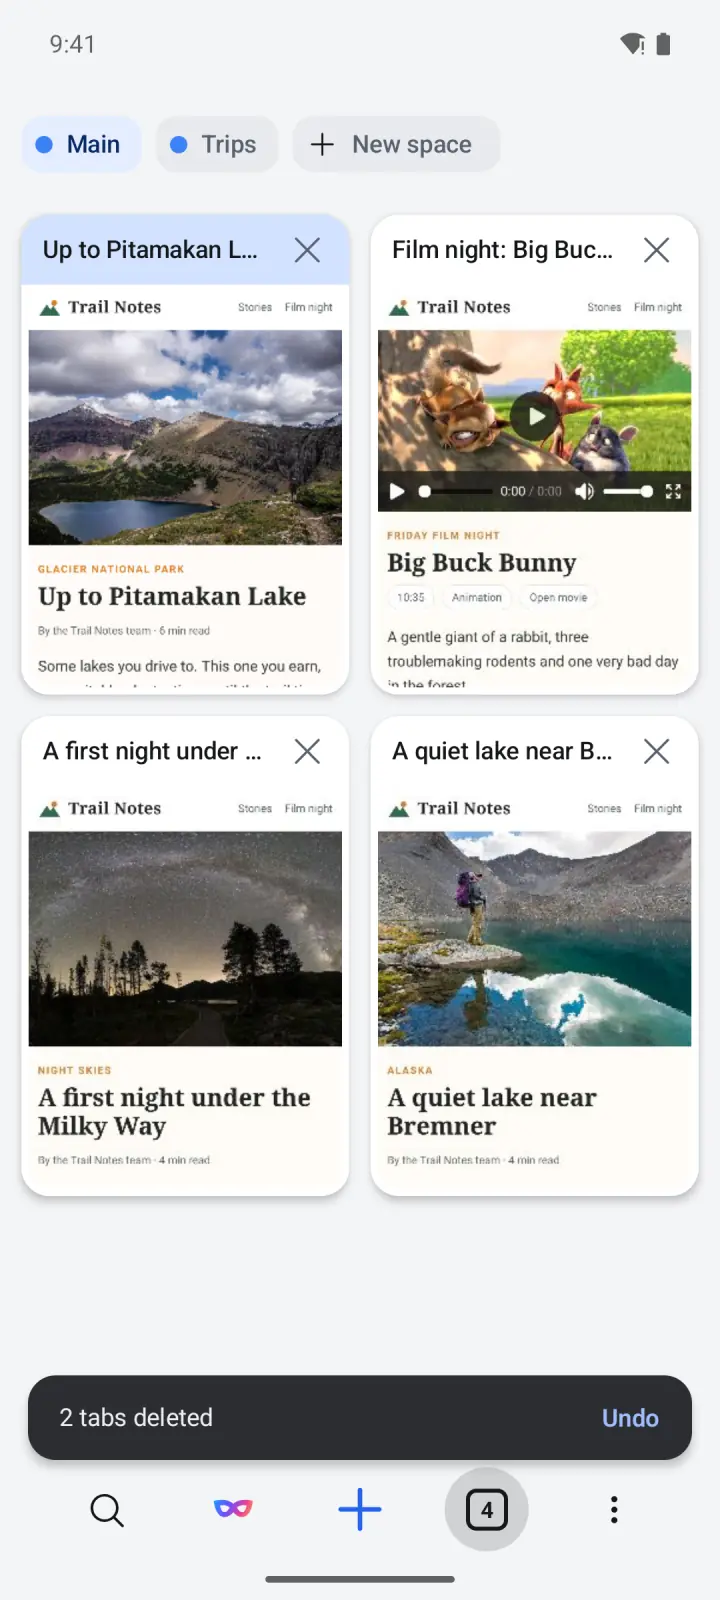 9:41
Main
Trips
New space
Up to Pitamakan L...
Trail Notes
Stories
Film night
GLACIER NATIONAL PARK
Up to Pitamakan Lake
By the Trail Notes team · 6 min read
Some lakes you drive to. This one you earn,
Film night: Big Buc...
Trail Notes
Stories
Film night
0:00 / 0:00
FRIDAY FILM NIGHT
Big Buck Bunny
10:35
Animation
Open movie
A gentle giant of a rabbit, three
troublemaking rodents and one very bad day
in the forest
A first night under ...
Trail Notes
Stories
Film night
NIGHT SKIES
A first night under the
Milky Way
By the Trail Notes team · 4 min read
A quiet lake near B...
Trail Notes
Stories
Film night
ALASKA
A quiet lake near
Bremner
By the Trail Notes team · 4 min read
2 tabs deleted
Undo
4